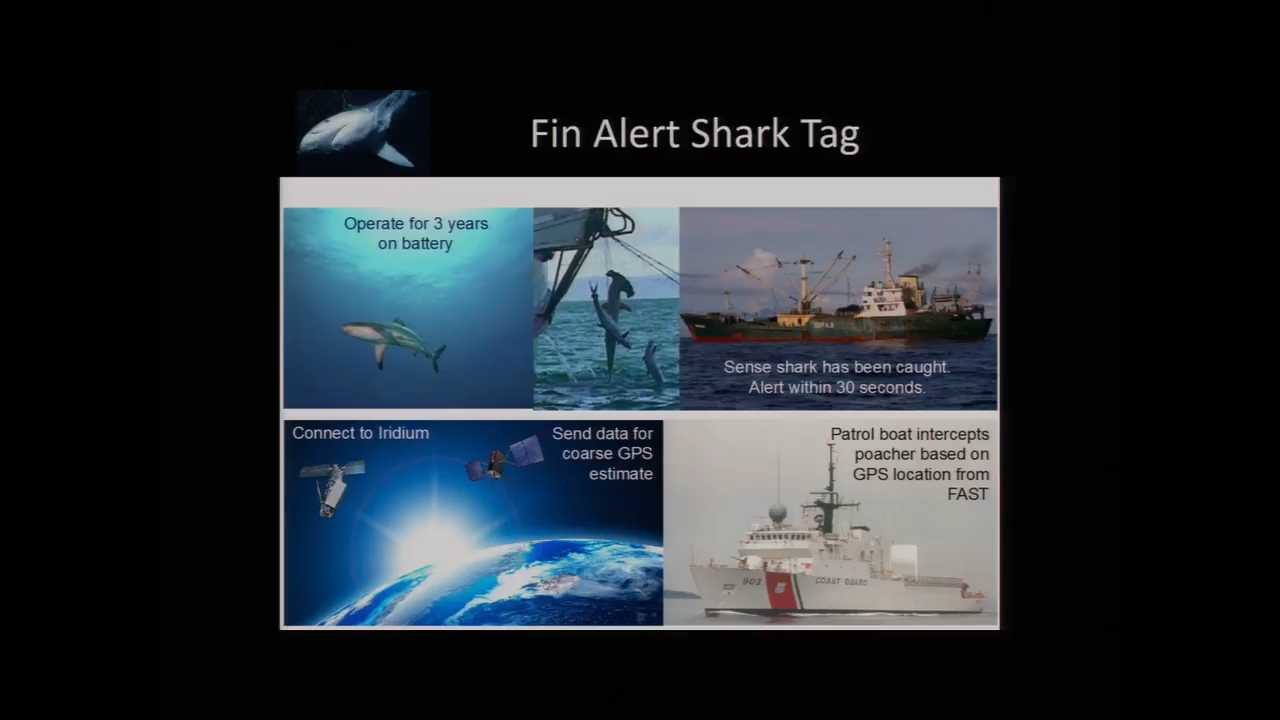 Fin Alert Shark Tag
Operate for 3 years
on battery
Sense shark has been caught.
Alert within 30 seconds.
Connect to Iridium
Send data for
coarse GPS
estimate
Patrol boat intercepts
poacher based on
GPS location from
FAST
903
COAST GUARD